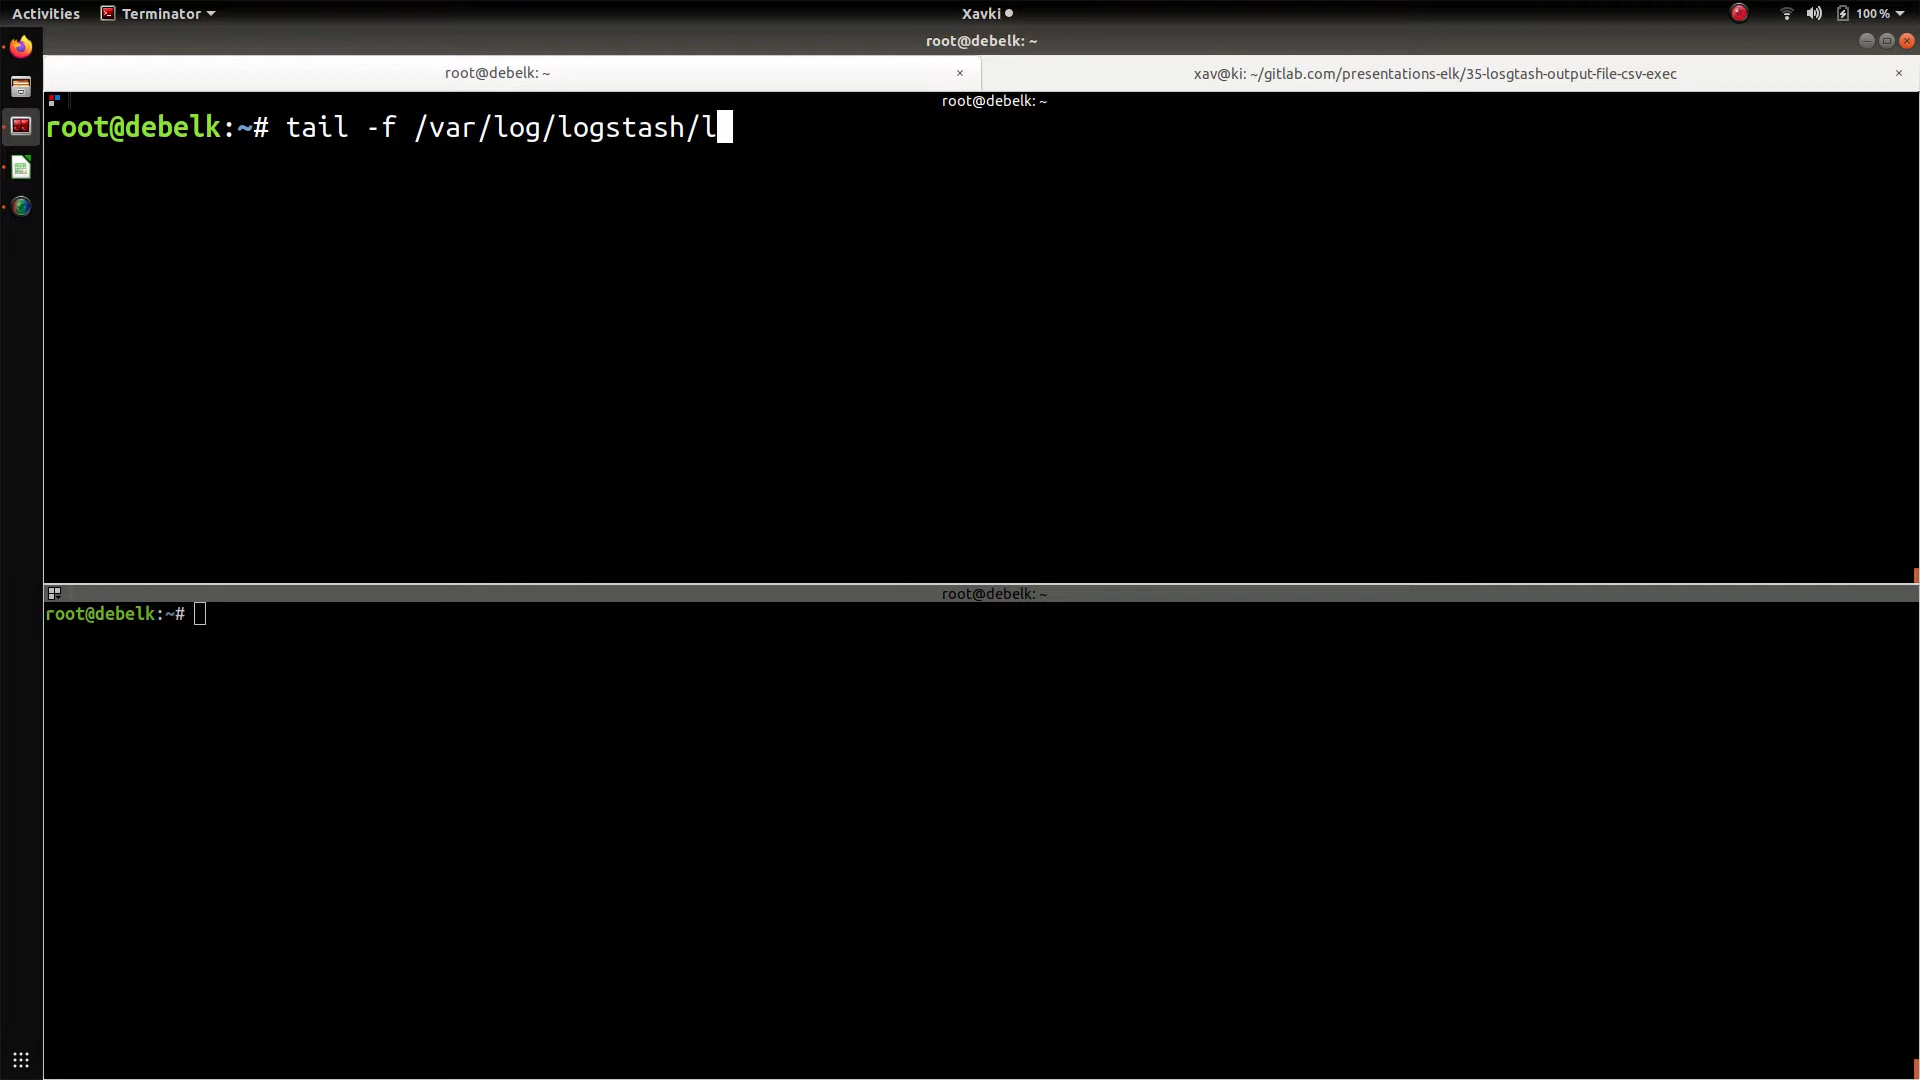 Activities Terminator Xavki 100 %
root@debelk: ~
root@debelk: ~ × xav@ki: ~/gitlab.com/presentations-elk/35-losgtash-output-file-csv-exec ×
root@debelk: ~
root@debelk:~# tail -f /var/log/logstash/l
root@debelk: ~
root@debelk:~#